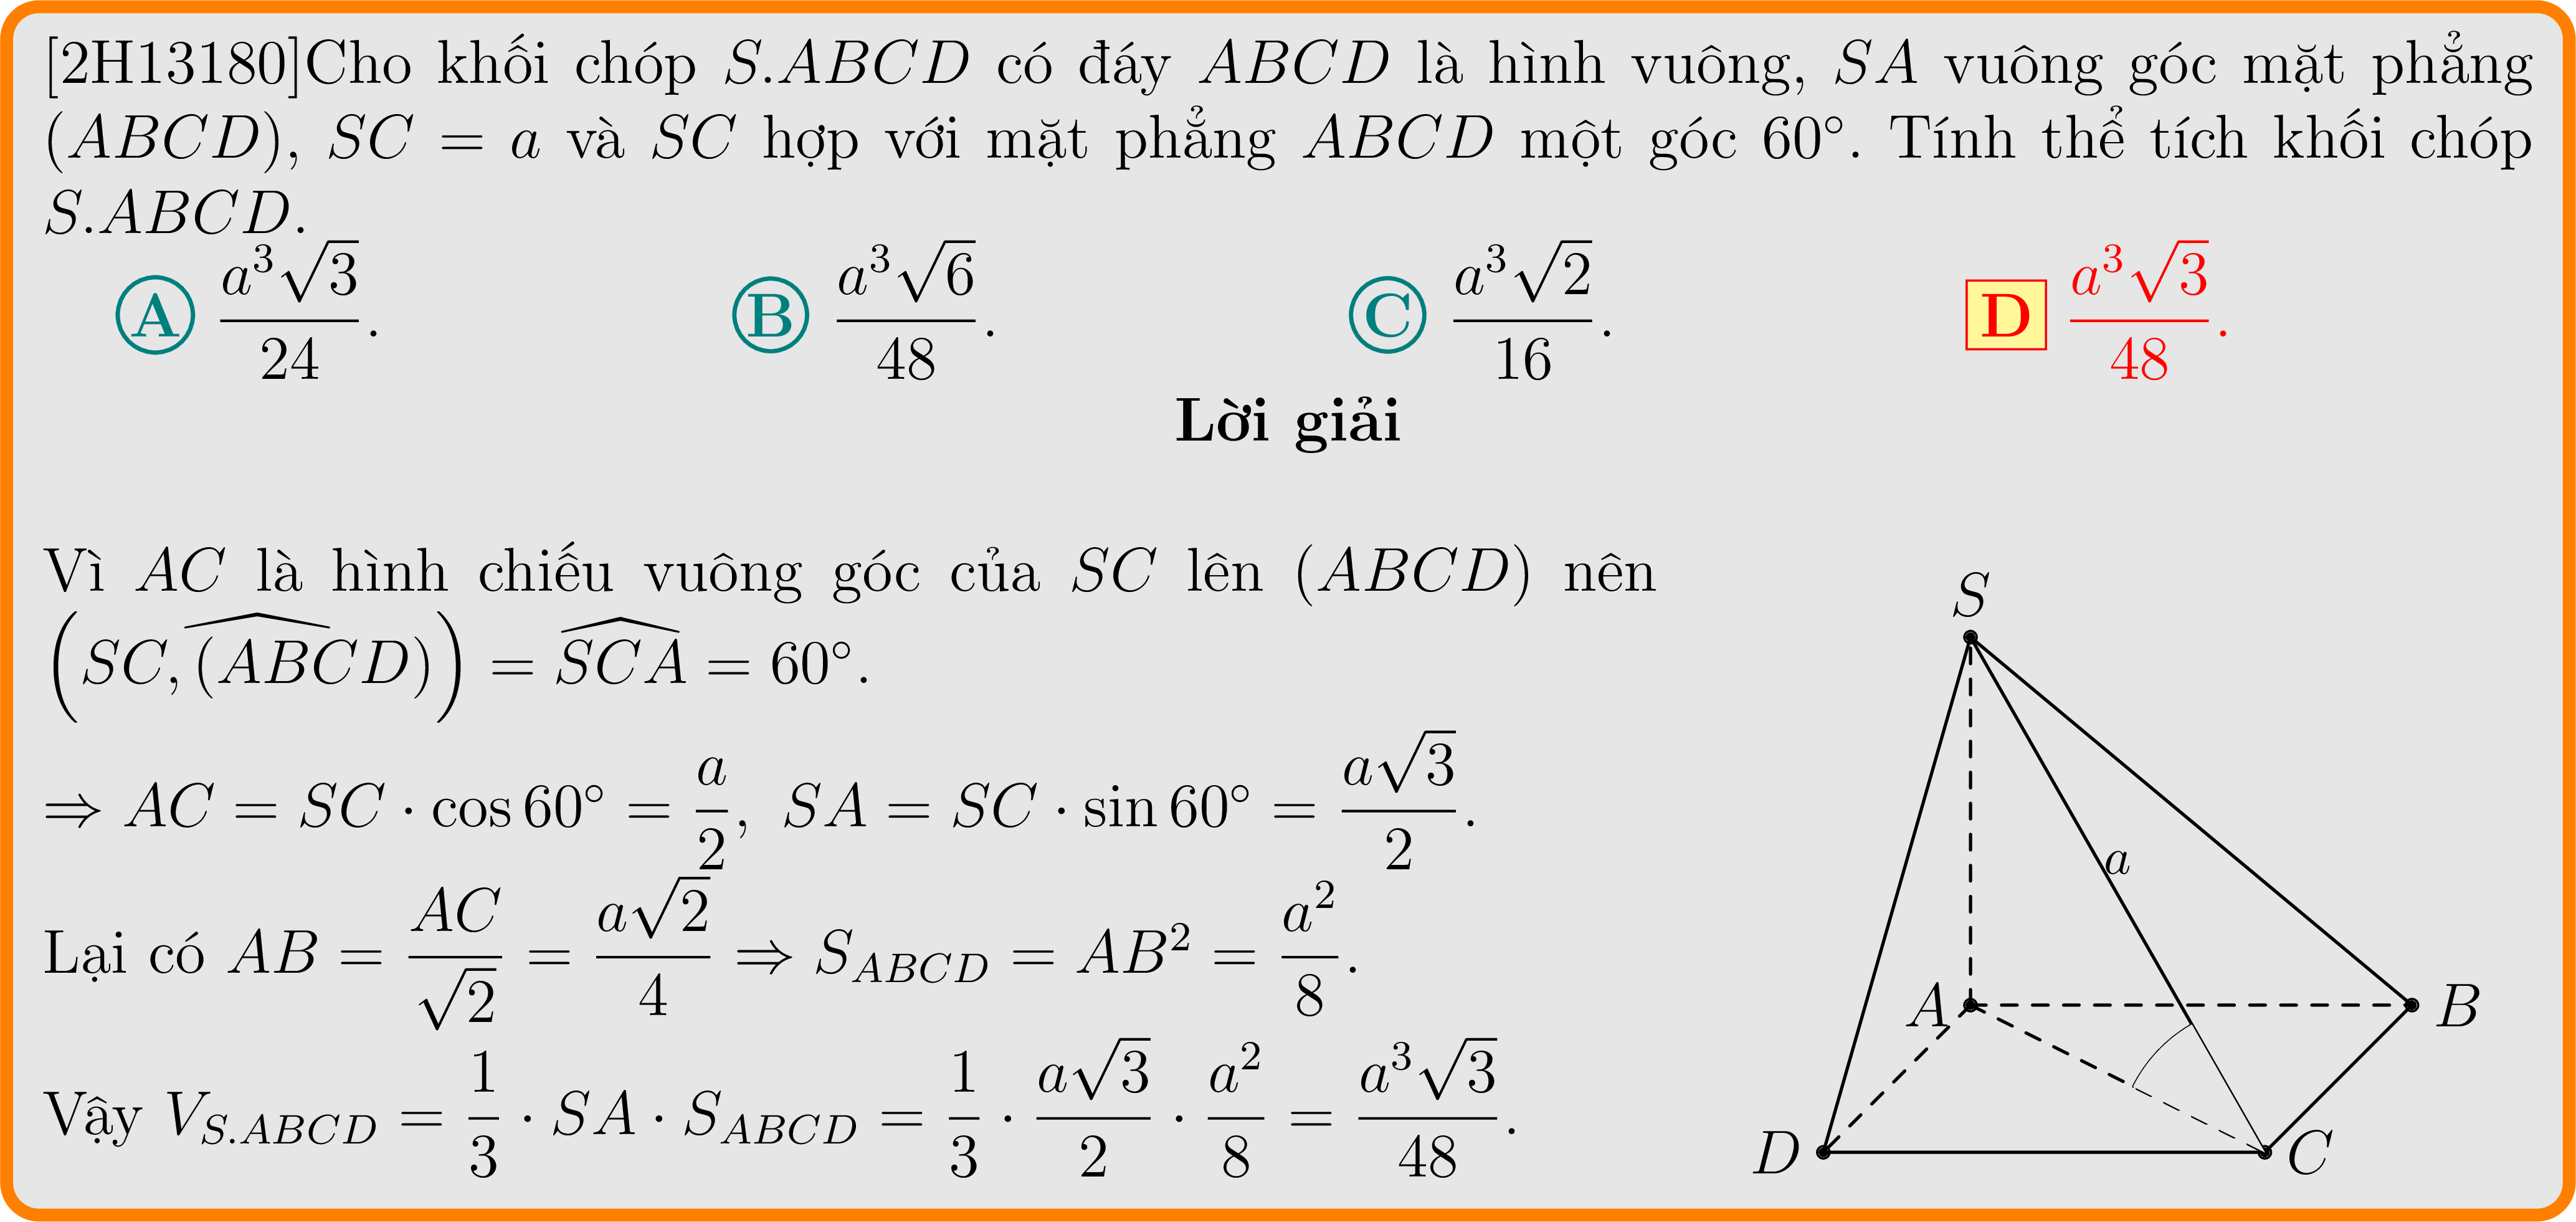 [2H13180]Cho khối chóp S.ABCD có đáy ABCD là hình vuông, SA vuông góc mặt phẳng
(ABCD), SC = a và SC hợp với mặt phẳng ABCD một góc 60°. Tính thể tích khối chóp
S.ABCD.
A $\frac{a^3\sqrt{3}}{24}$. B $\frac{a^3\sqrt{6}}{48}$. C $\frac{a^3\sqrt{2}}{16}$. D $\frac{a^3\sqrt{3}}{48}$.
Lời giải
Vì AC là hình chiếu vuông góc của SC lên (ABCD) nên
$\left(\widehat{SC, (ABCD)}\right) = \widehat{SCA} = 60°$.
$\Rightarrow AC = SC \cdot \cos 60° = \frac{a}{2}$, $SA = SC \cdot \sin 60° = \frac{a\sqrt{3}}{2}$.
Lại có $AB = \frac{AC}{\sqrt{2}} = \frac{a\sqrt{2}}{4} \Rightarrow S_{ABCD} = AB^2 = \frac{a^2}{8}$.
Vậy $V_{S.ABCD} = \frac{1}{3} \cdot SA \cdot S_{ABCD} = \frac{1}{3} \cdot \frac{a\sqrt{3}}{2} \cdot \frac{a^2}{8} = \frac{a^3\sqrt{3}}{48}$.
S
a
A
B
D
C